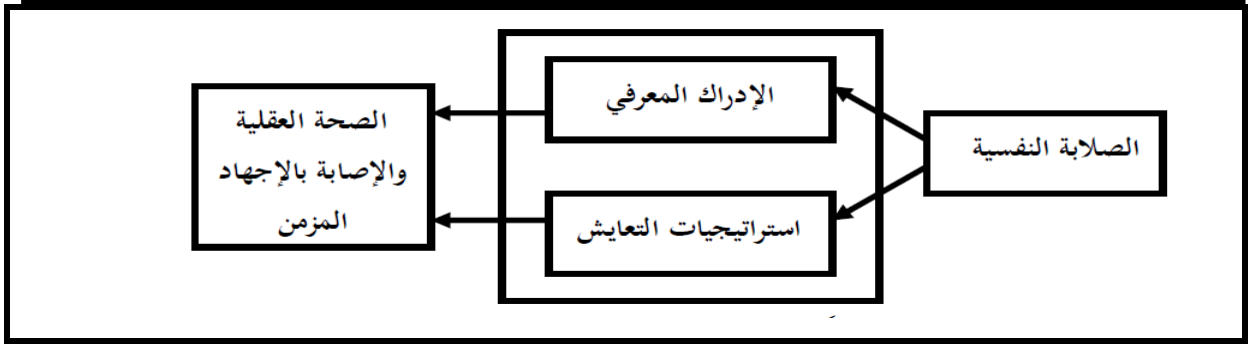 الصلابة النفسية
الإدراك المعرفي
استراتيجيات التعايش
الصحة العقلية
والإصابة بالإجهاد
المزمن